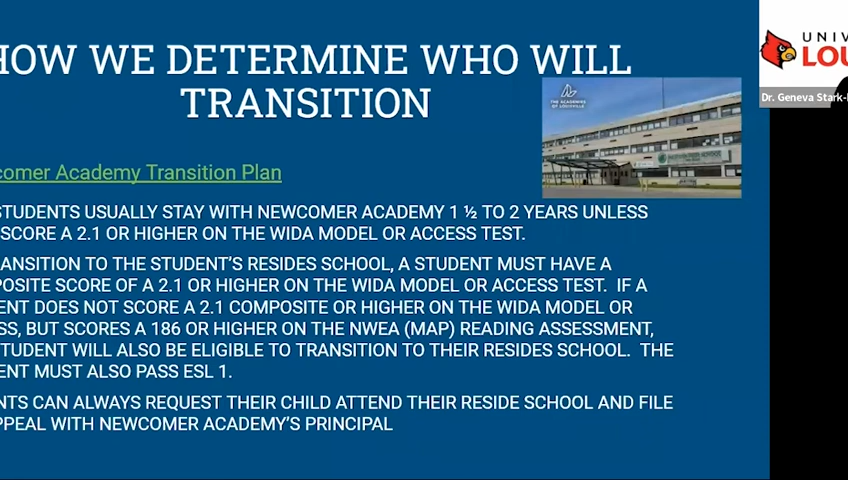 HOW WE DETERMINE WHO WILL
TRANSITION
THE ACADEMIES
OF LOUISVILLE
UNIV
LOU
Dr. Geneva Stark-
comer Academy Transition Plan
STUDENTS USUALLY STAY WITH NEWCOMER ACADEMY 1 ½ TO 2 YEARS UNLESS
SCORE A 2.1 OR HIGHER ON THE WIDA MODEL OR ACCESS TEST.
ANSITION TO THE STUDENT'S RESIDES SCHOOL, A STUDENT MUST HAVE A
POSITE SCORE OF A 2.1 OR HIGHER ON THE WIDA MODEL OR ACCESS TEST. IF A
ENT DOES NOT SCORE A 2.1 COMPOSITE OR HIGHER ON THE WIDA MODEL OR
SS, BUT SCORES A 186 OR HIGHER ON THE NWEA (MAP) READING ASSESSMENT,
STUDENT WILL ALSO BE ELIGIBLE TO TRANSITION TO THEIR RESIDES SCHOOL. THE
ENT MUST ALSO PASS ESL 1.
NTS CAN ALWAYS REQUEST THEIR CHILD ATTEND THEIR RESIDE SCHOOL AND FILE
PPEAL WITH NEWCOMER ACADEMY'S PRINCIPAL